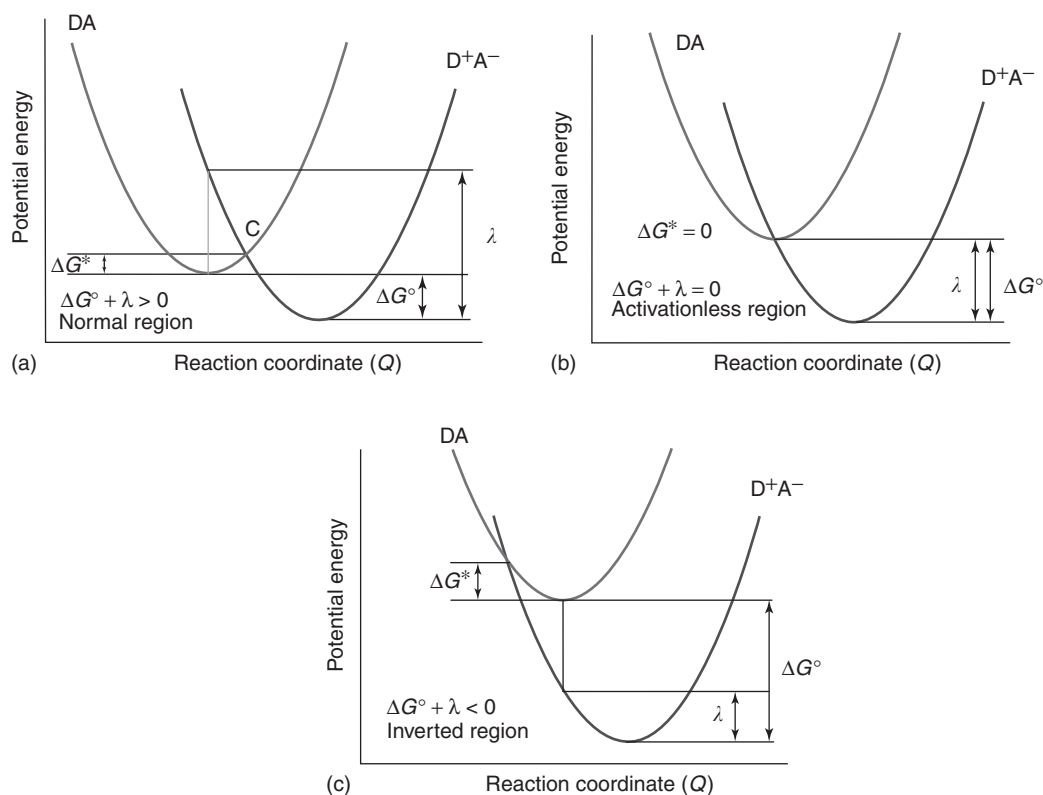 DA
D⁺A⁻
Potential energy
C
λ
ΔG*
ΔG°
ΔG° + λ > 0
Normal region
(a)
Reaction coordinate (Q)
DA
D⁺A⁻
Potential energy
ΔG* = 0
λ
ΔG°
ΔG° + λ = 0
Activationless region
(b)
Reaction coordinate (Q)
DA
D⁺A⁻
Potential energy
ΔG*
ΔG°
λ
ΔG° + λ < 0
Inverted region
(c)
Reaction coordinate (Q)